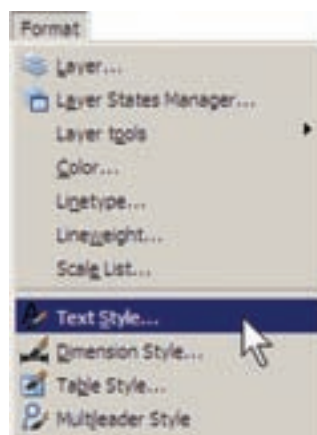 Format
Layer...
Layer States Manager...
Layer tools
Color...
Linetype...
Lineweight...
Scale List...
Text Style...
Dimension Style...
Table Style...
Multileader Style